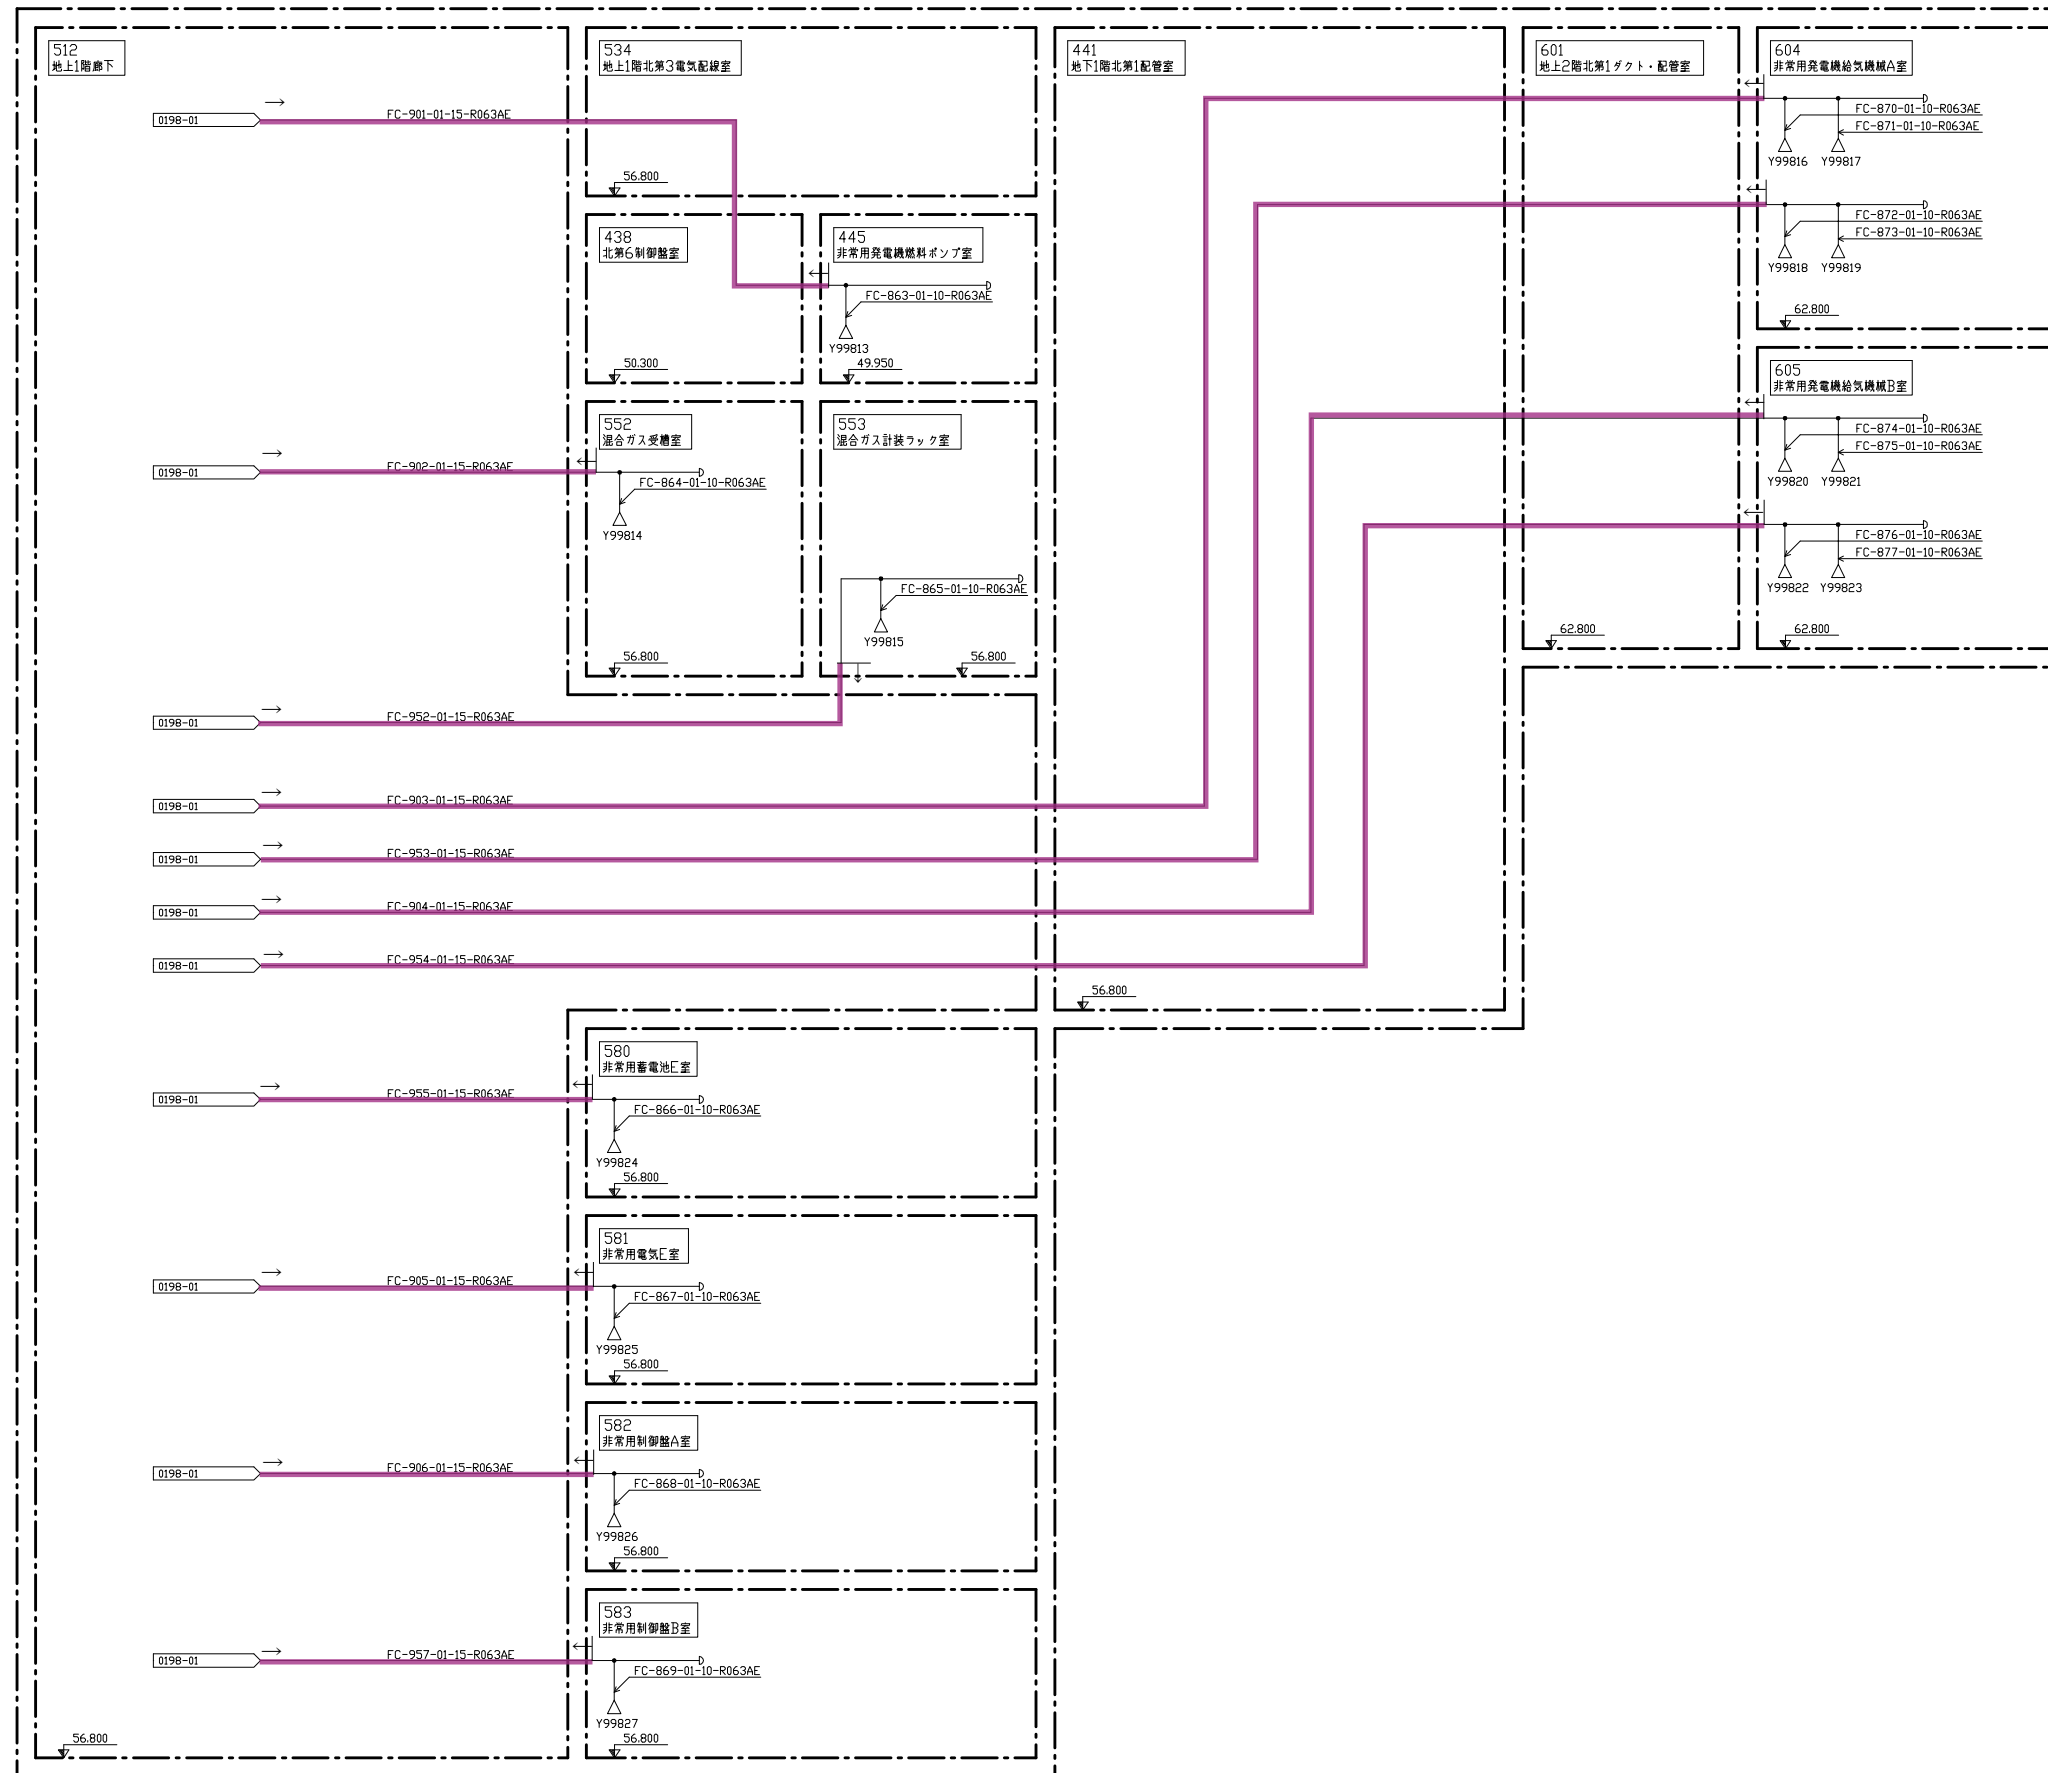 512
地上1階廊下
0198-01
FC-901-01-15-R063AE
0198-01
FC-902-01-15-R063AE
0198-01
FC-952-01-15-R063AE
0198-01
FC-903-01-15-R063AE
0198-01
FC-953-01-15-R063AE
0198-01
FC-904-01-15-R063AE
0198-01
FC-954-01-15-R063AE
0198-01
FC-955-01-15-R063AE
0198-01
FC-905-01-15-R063AE
0198-01
FC-906-01-15-R063AE
0198-01
FC-957-01-15-R063AE
56.800
534
地上1階北第3電気配線室
56.800
438
北第6制御盤室
50.300
445
非常用発電機燃料ポンプ室
FC-863-01-10-R063AE
Y99813
49.950
552
混合ガス受槽室
FC-864-01-10-R063AE
Y99814
56.800
553
混合ガス計装ラック室
FC-865-01-10-R063AE
Y99815
56.800
580
非常用蓄電池E室
FC-866-01-10-R063AE
Y99824
56.800
581
非常用電気E室
FC-867-01-10-R063AE
Y99825
56.800
582
非常用制御盤A室
FC-868-01-10-R063AE
Y99826
56.800
583
非常用制御盤B室
FC-869-01-10-R063AE
Y99827
56.800
441
地下1階北第1配管室
56.800
601
地上2階北第1ダクト・配管室
62.800
604
非常用発電機給気機械A室
FC-870-01-10-R063AE
FC-871-01-10-R063AE
Y99816
Y99817
FC-872-01-10-R063AE
FC-873-01-10-R063AE
Y99818
Y99819
62.800
605
非常用発電機給気機械B室
FC-874-01-10-R063AE
FC-875-01-10-R063AE
Y99820
Y99821
FC-876-01-10-R063AE
FC-877-01-10-R063AE
Y99822
Y99823
62.800